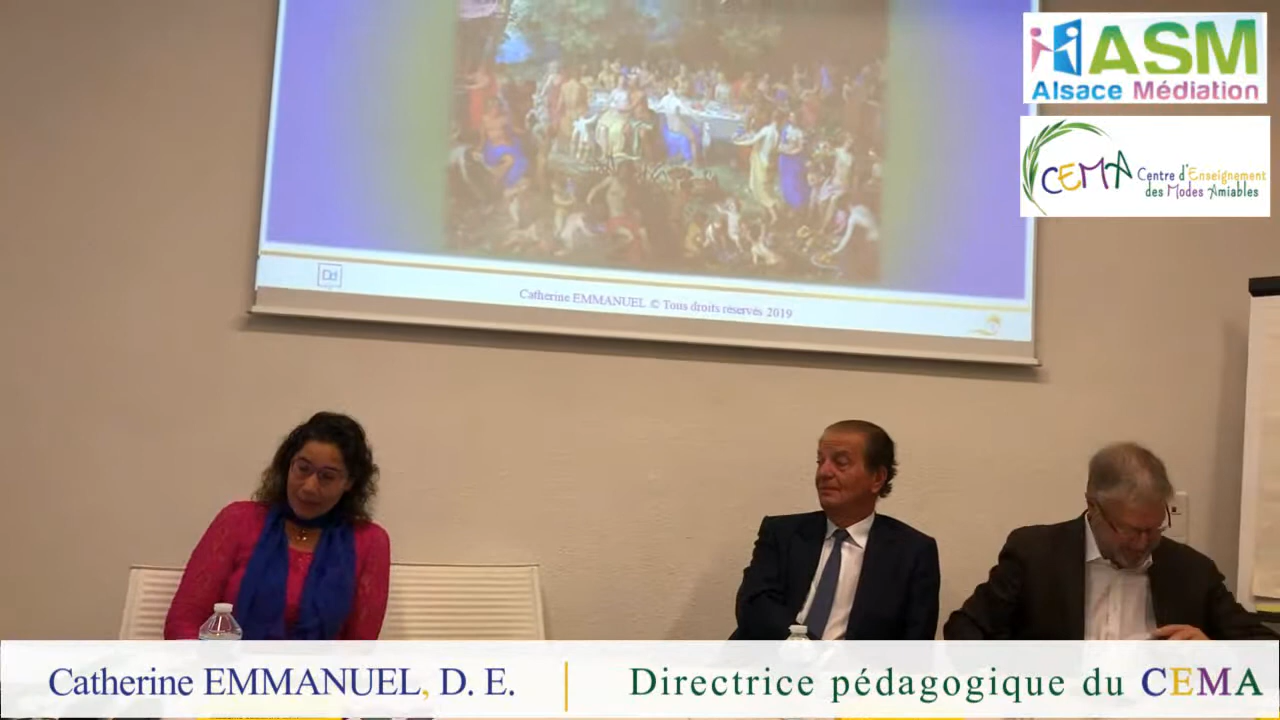 ASM
Alsace Médiation
CEMA Centre d'Enseignement
des Modes Amiables
Dd
Catherine EMMANUEL © Tous droits réservés 2019
Catherine EMMANUEL, D. E. | Directrice pédagogique du CEMA